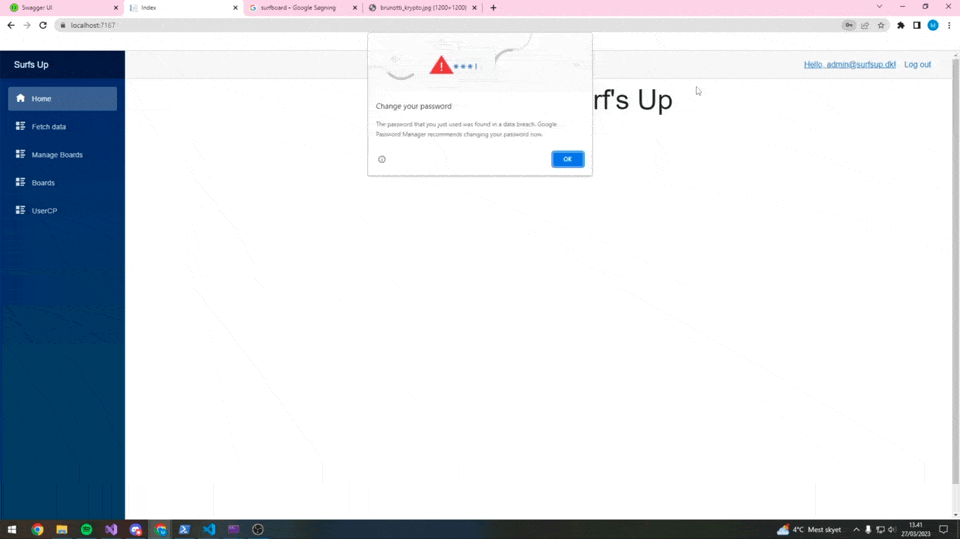 Swagger UI
Index
surfboard – Google Søgning
brunotti_krypto.jpg (1200×1200)
localhost:7167
Surfs Up
Hello, admin@surfsup.dk!
Log out
Home
Fetch data
Manage Boards
Boards
UserCP
rf's Up
Change your password
The password that you just used was found in a data breach. Google
Password Manager recommends changing your password now.
OK
4°C Mest skyet
13.41
27/03/2023